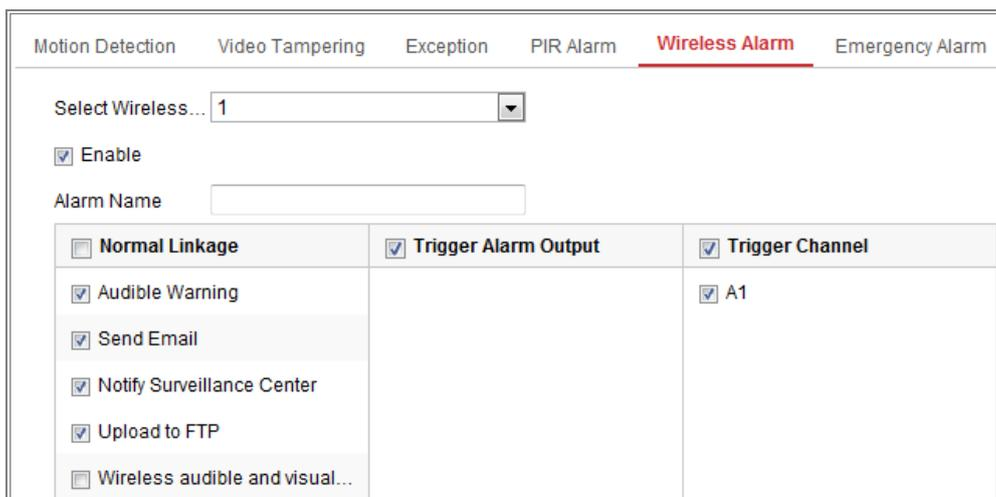 Motion Detection Video Tampering Exception PIR Alarm Wireless Alarm Emergency Alarm
Select Wireless... 1
Enable
Alarm Name
Normal Linkage Trigger Alarm Output Trigger Channel
Audible Warning A1
Send Email
Notify Surveillance Center
Upload to FTP
Wireless audible and visual...